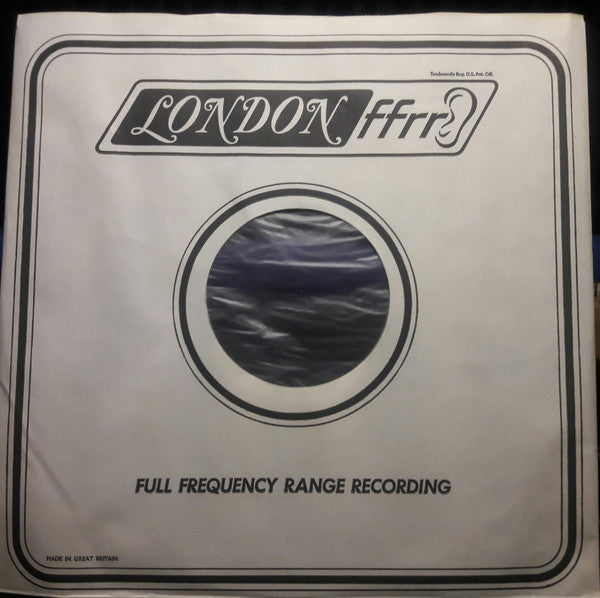 Trademarks Reg. U.S. Pat. Off.
LONDON ffrr
FULL FREQUENCY RANGE RECORDING
MADE IN GREAT BRITAIN